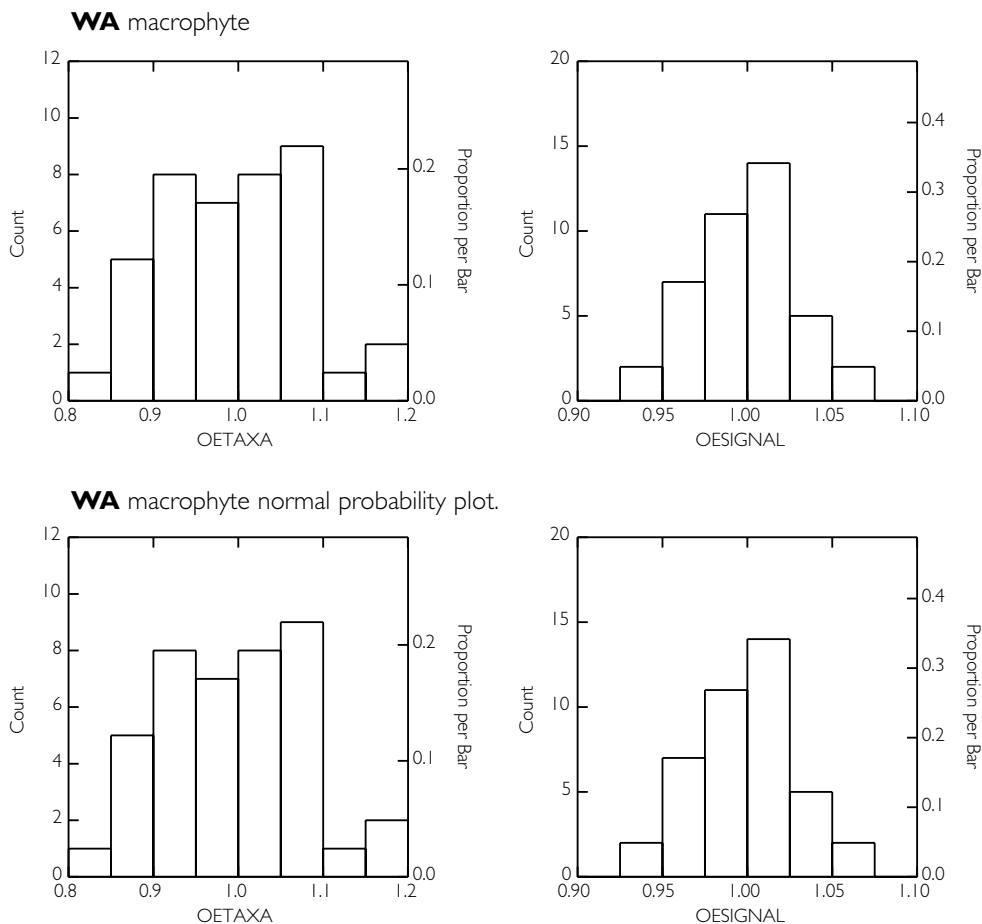 WA macrophyte
12
10
8
6
4
2
0
Count
0.2
0.1
0.0
Proportion per Bar
0.8 0.9 1.0 1.1 1.2
OETAXA
20
15
10
5
0
Count
0.4
0.3
0.2
0.1
0.0
Proportion per Bar
0.90 0.95 1.00 1.05 1.10
OESIGNAL
WA macrophyte normal probability plot.
12
10
8
6
4
2
0
Count
0.2
0.1
0.0
Proportion per Bar
0.8 0.9 1.0 1.1 1.2
OETAXA
20
15
10
5
0
Count
0.4
0.3
0.2
0.1
0.0
Proportion per Bar
0.90 0.95 1.00 1.05 1.10
OESIGNAL